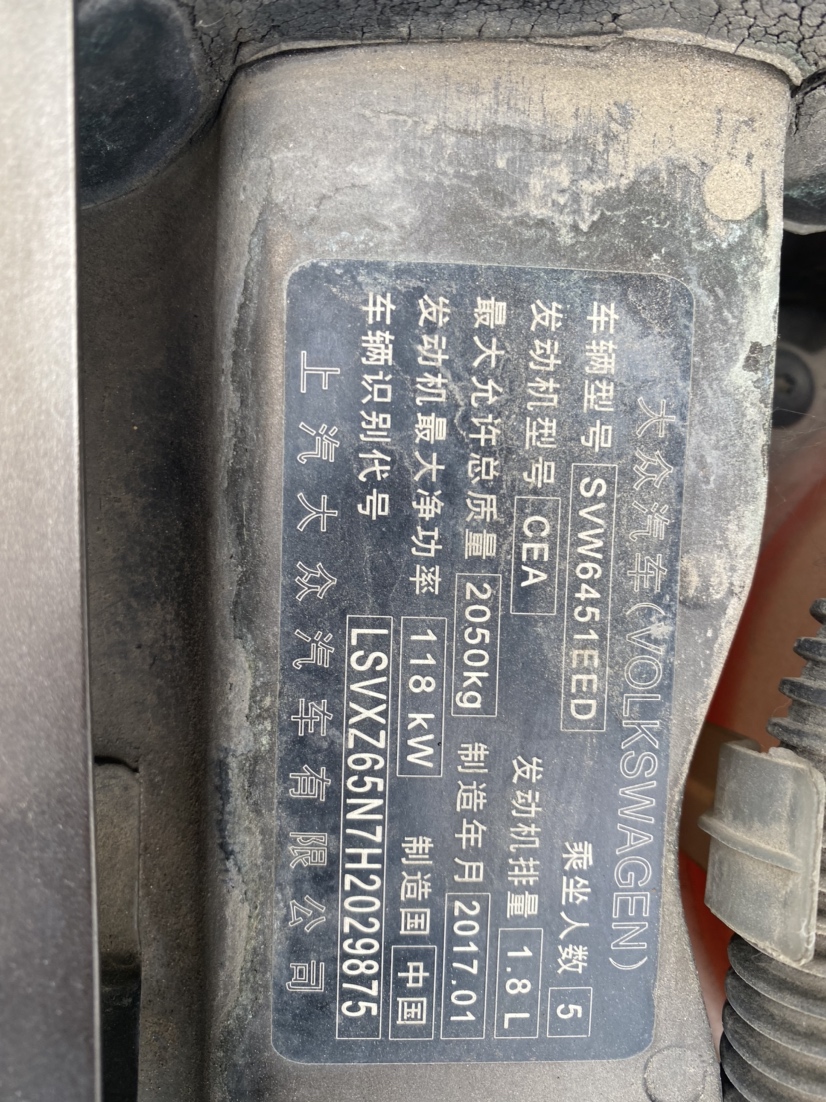 大众汽车(VOLKSWAGEN)
车辆型号 SVW6451EED 乘坐人数 5
发动机型号 CEA 发动机排量 1.8 L
最大允许总质量 2050kg 制造年月 2017.01
发动机最大净功率 118 kW 制造国 中国
车辆识别代号 LSVXZ65N7H2029875
上汽大众汽车有限公司